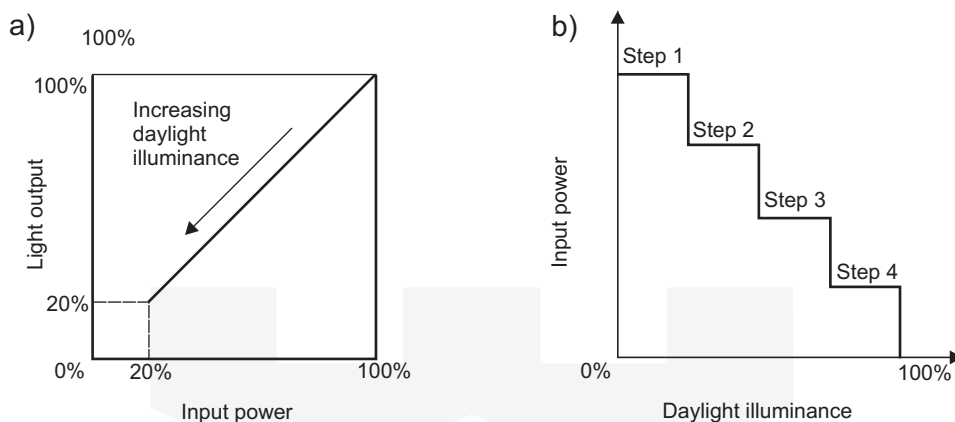 a)
100%
100%
Increasing
daylight
illuminance
Light output
20%
0%
20%
100%
Input power
b)
Step 1
Step 2
Step 3
Step 4
Input power
0%
100%
Daylight illuminance